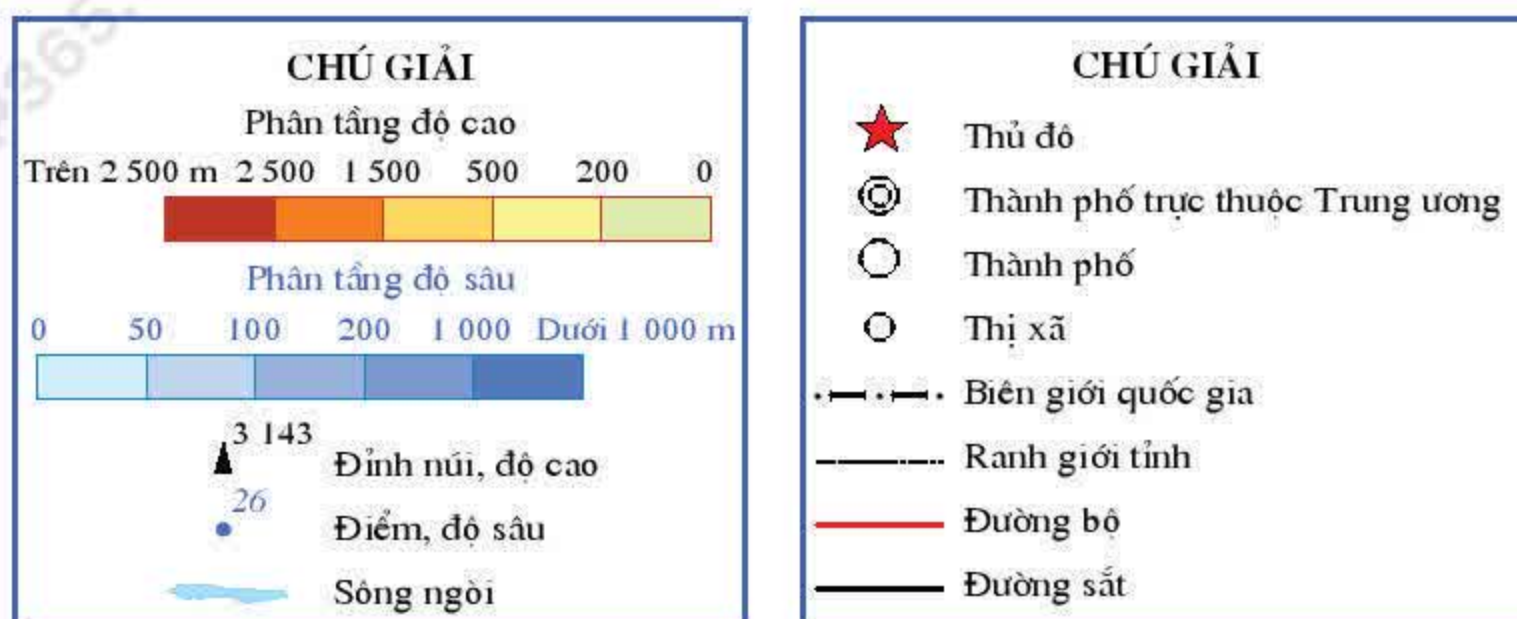 365.
CHÚ GIẢI
Phân tầng độ cao
Trên 2 500 m 2 500 1 500 500 200 0
Phân tầng độ sâu
0 50 100 200 1 000 Dưới 1 000 m
3 143
Đỉnh núi, độ cao
26
Điểm, độ sâu
Sông ngòi
CHÚ GIẢI
Thủ đô
Thành phố trực thuộc Trung ương
Thành phố
Thị xã
Biên giới quốc gia
Ranh giới tỉnh
Đường bộ
Đường sắt